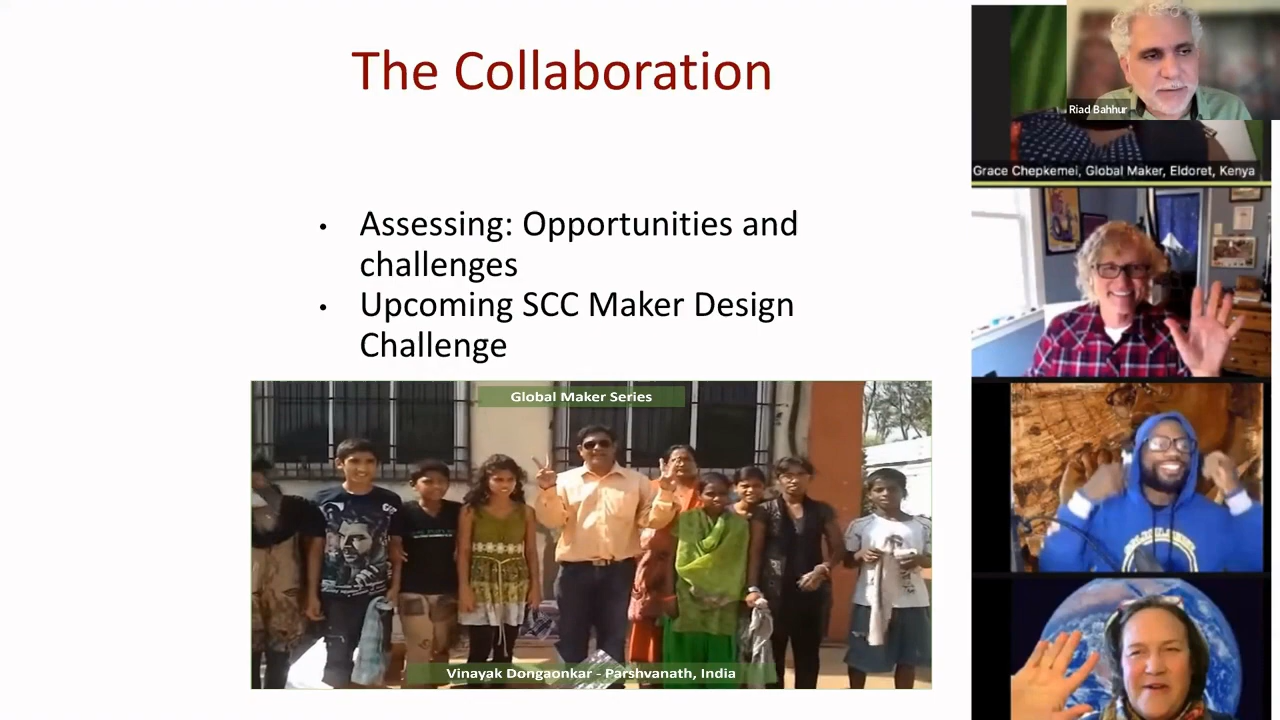 The Collaboration
• Assessing: Opportunities and
challenges
• Upcoming SCC Maker Design
Challenge
Global Maker Series
Vinayak Dongaonkar - Parshvanath, India
Riad Bahhur
Grace Chepkemei, Global Maker, Eldoret, Kenya